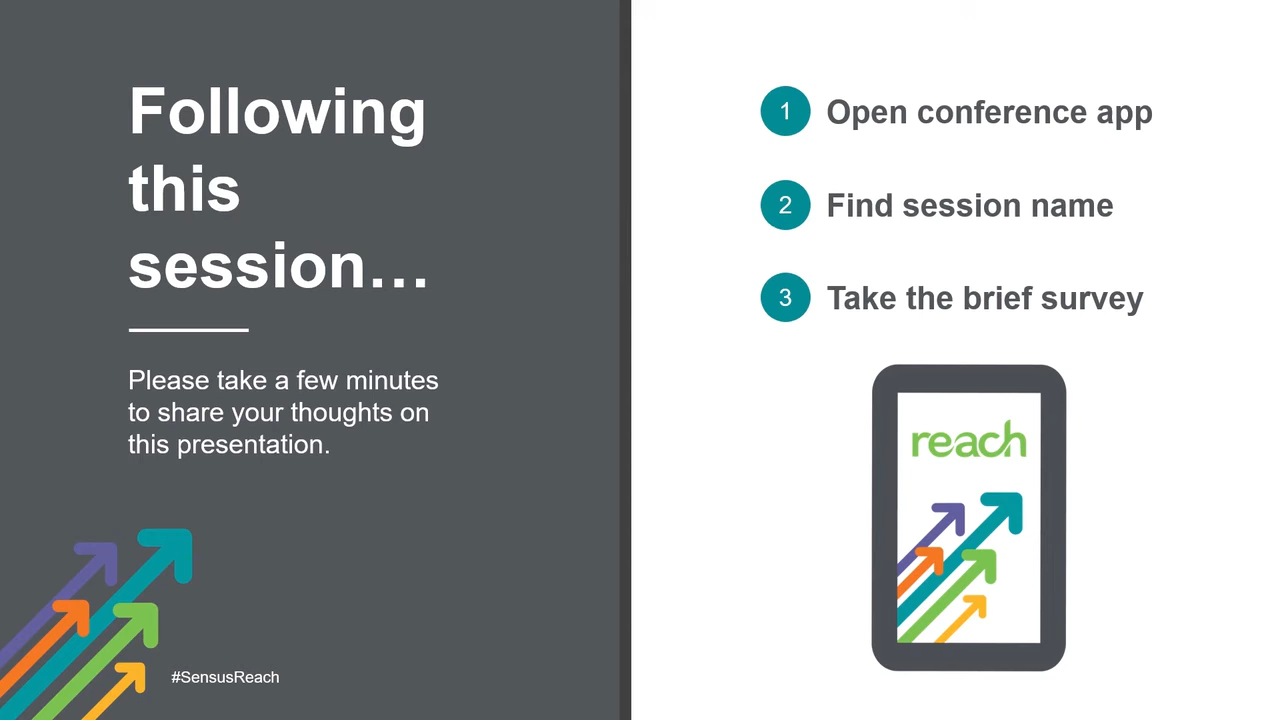 Following
this
session…
Please take a few minutes
to share your thoughts on
this presentation.
#SensusReach
1 Open conference app
2 Find session name
3 Take the brief survey
reach